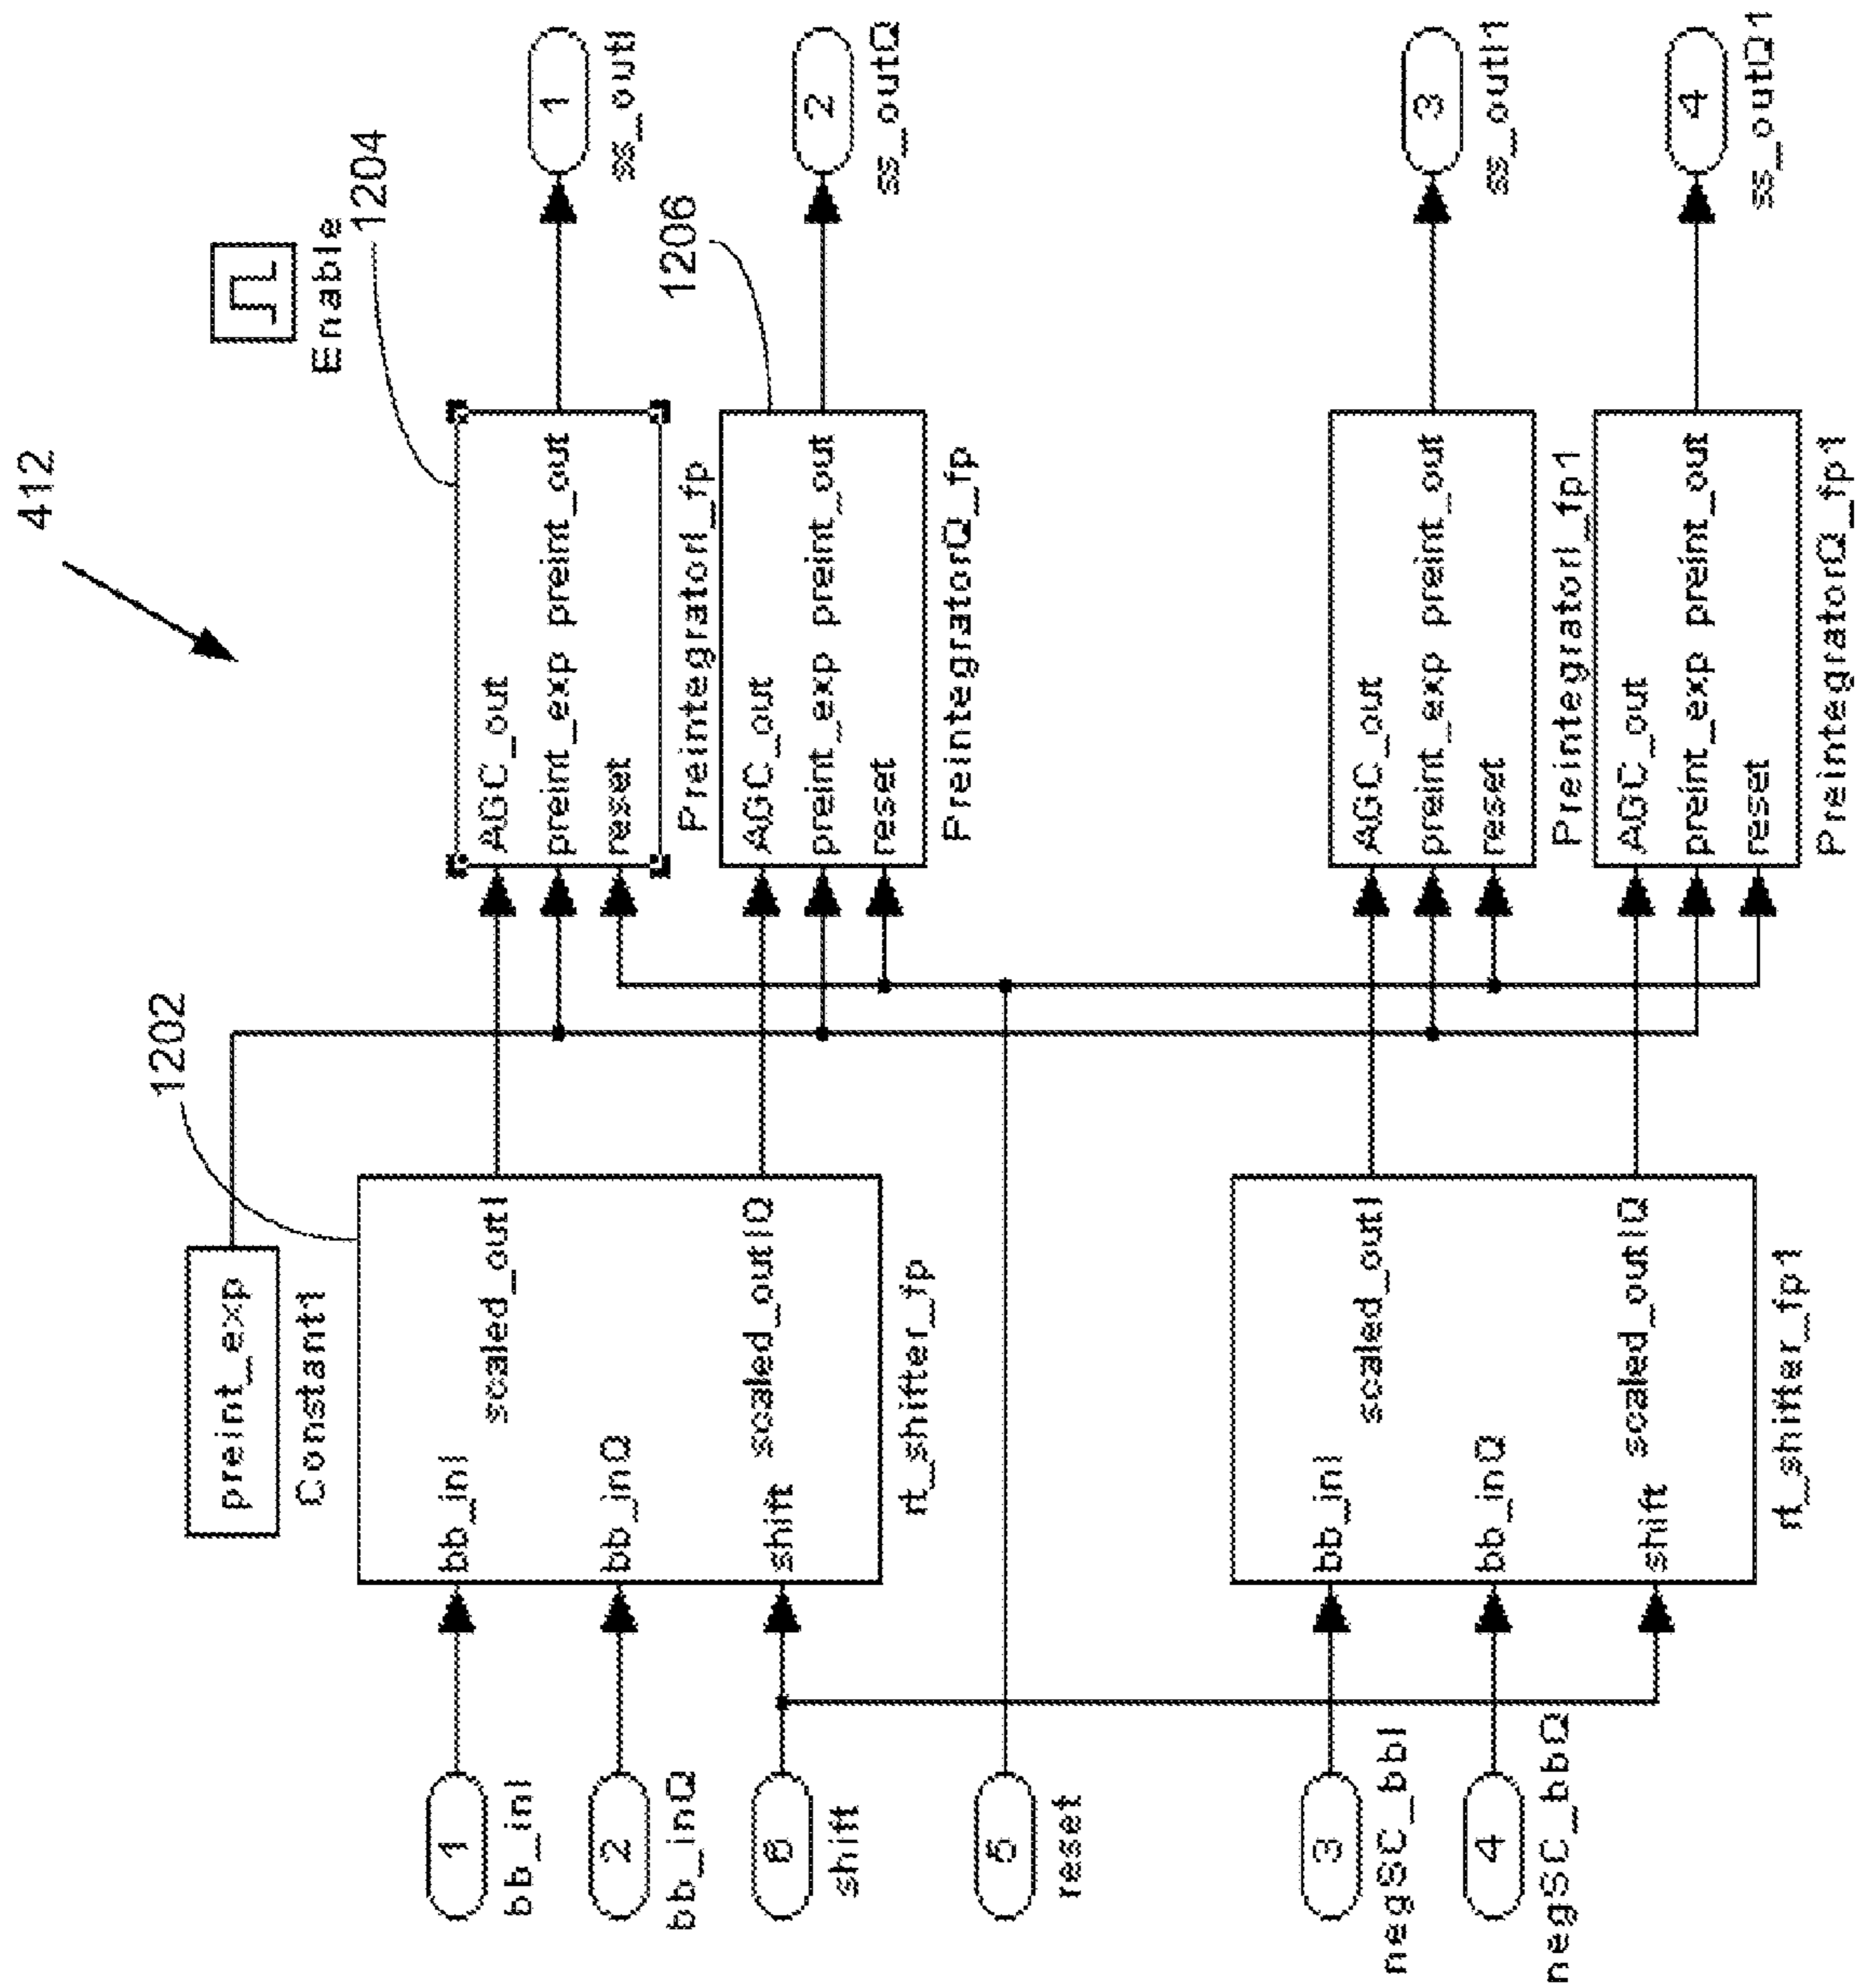 412
Enable
1204
1206
1202
preint_exp
Constant1
1
bb_inI
2
bb_inQ
6
shift
5
reset
3
negSC_bbI
4
negSC_bbQ
bb_inI
scaled_outI
bb_inQ
shift
scaled_outIQ
rt_shifter_fp
bb_inI
scaled_outI
bb_inQ
shift
scaled_outIQ
rt_shifter_fp1
AGC_out
preint_exp preint_out
reset
PreintegratorI_fp
AGC_out
preint_exp preint_out
reset
PreintegratorQ_fp
AGC_out
preint_exp preint_out
reset
PreintegratorI_fp1
AGC_out
preint_exp preint_out
reset
PreintegratorQ_fp1
1
ss_outI
2
ss_outQ
3
ss_outI1
4
ss_outQ1